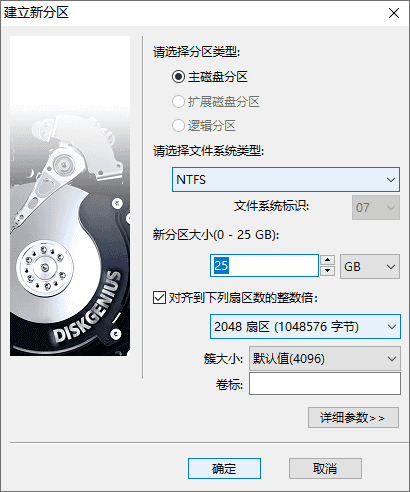 建立新分区
请选择分区类型:
主磁盘分区
扩展磁盘分区
逻辑分区
请选择文件系统类型:
NTFS
文件系统标识: 07
新分区大小(0 - 25 GB):
25 GB
对齐到下列扇区数的整数倍:
2048 扇区 (1048576 字节)
簇大小: 默认值(4096)
卷标:
详细参数>>
确定 取消
DISKGENIUS